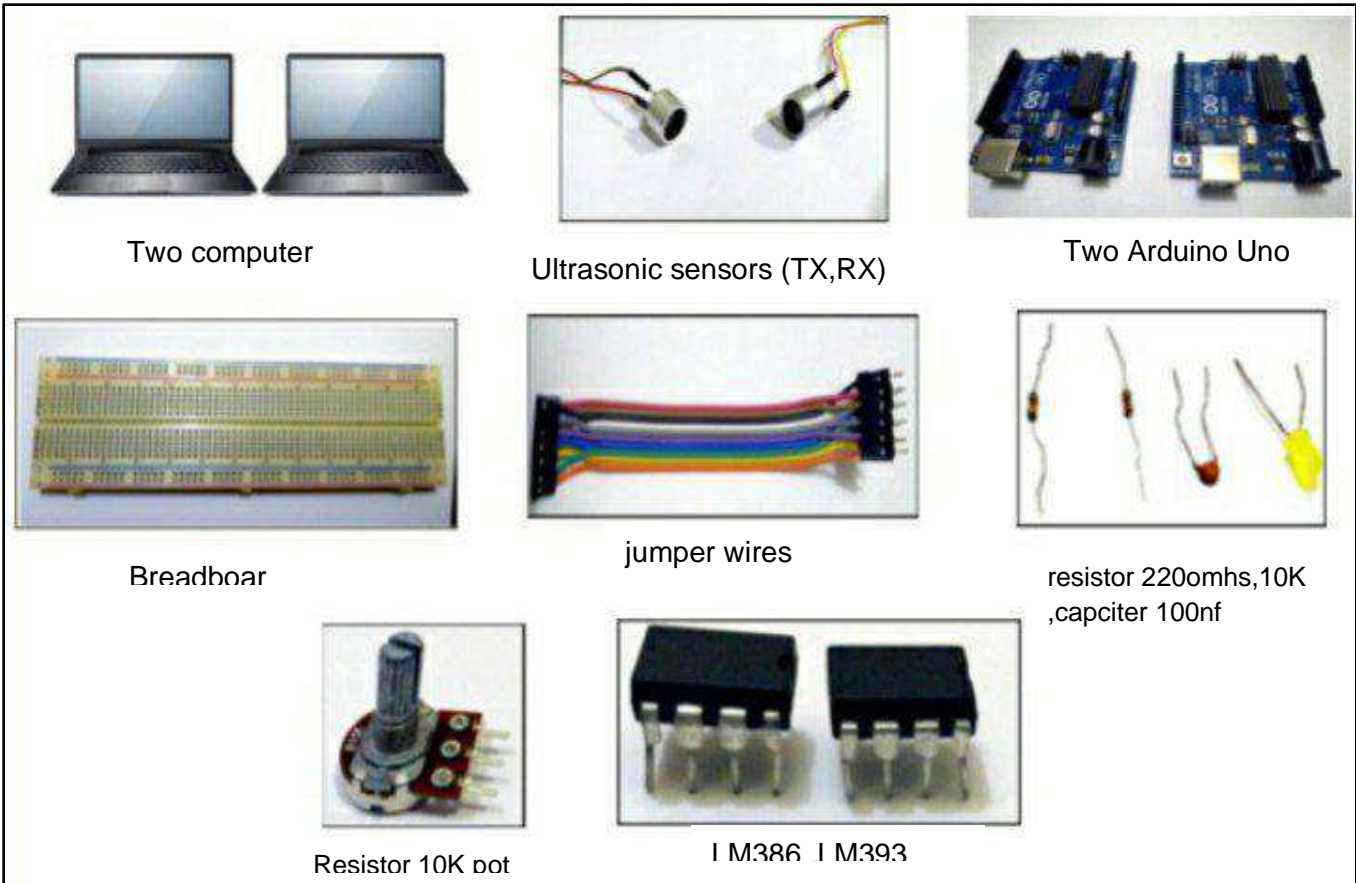 Two computer
Ultrasonic sensors (TX,RX)
Two Arduino Uno
Breadboar
jumper wires
resistor 220omhs,10K
,capciter 100nf
Resistor 10K pot
LM386 ,LM393